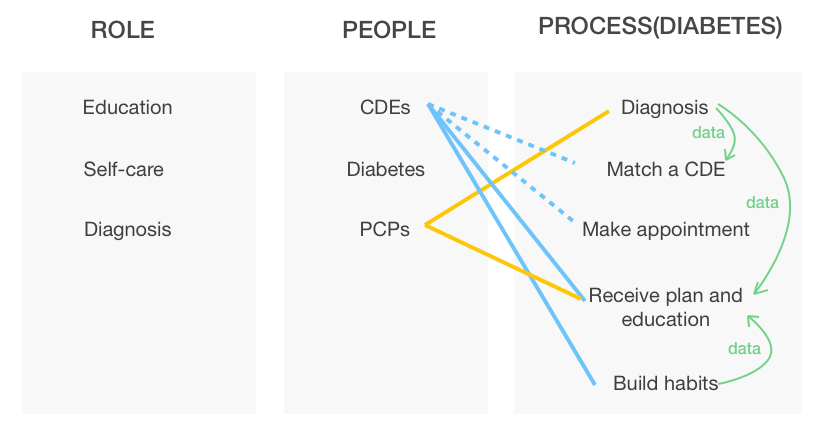 ROLE
PEOPLE
PROCESS(DIABETES)
Education
Self-care
Diagnosis
CDEs
Diabetes
PCPs
Diagnosis
data
Match a CDE
data
Make appointment
Receive plan and
education
data
Build habits